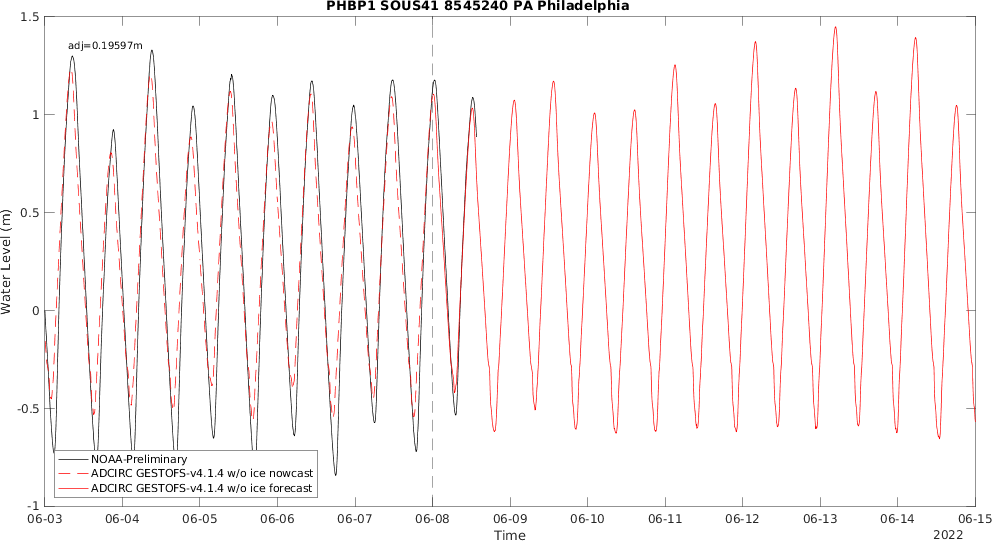 PHBP1 SOUS41 8545240 PA Philadelphia
adj=0.19597m
1.5
1
0.5
0
-0.5
-1
Water Level (m)
NOAA-Preliminary
ADCIRC GESTOFS-v4.1.4 w/o ice nowcast
ADCIRC GESTOFS-v4.1.4 w/o ice forecast
06-03 06-04 06-05 06-06 06-07 06-08 06-09 06-10 06-11 06-12 06-13 06-14 06-15
Time
2022